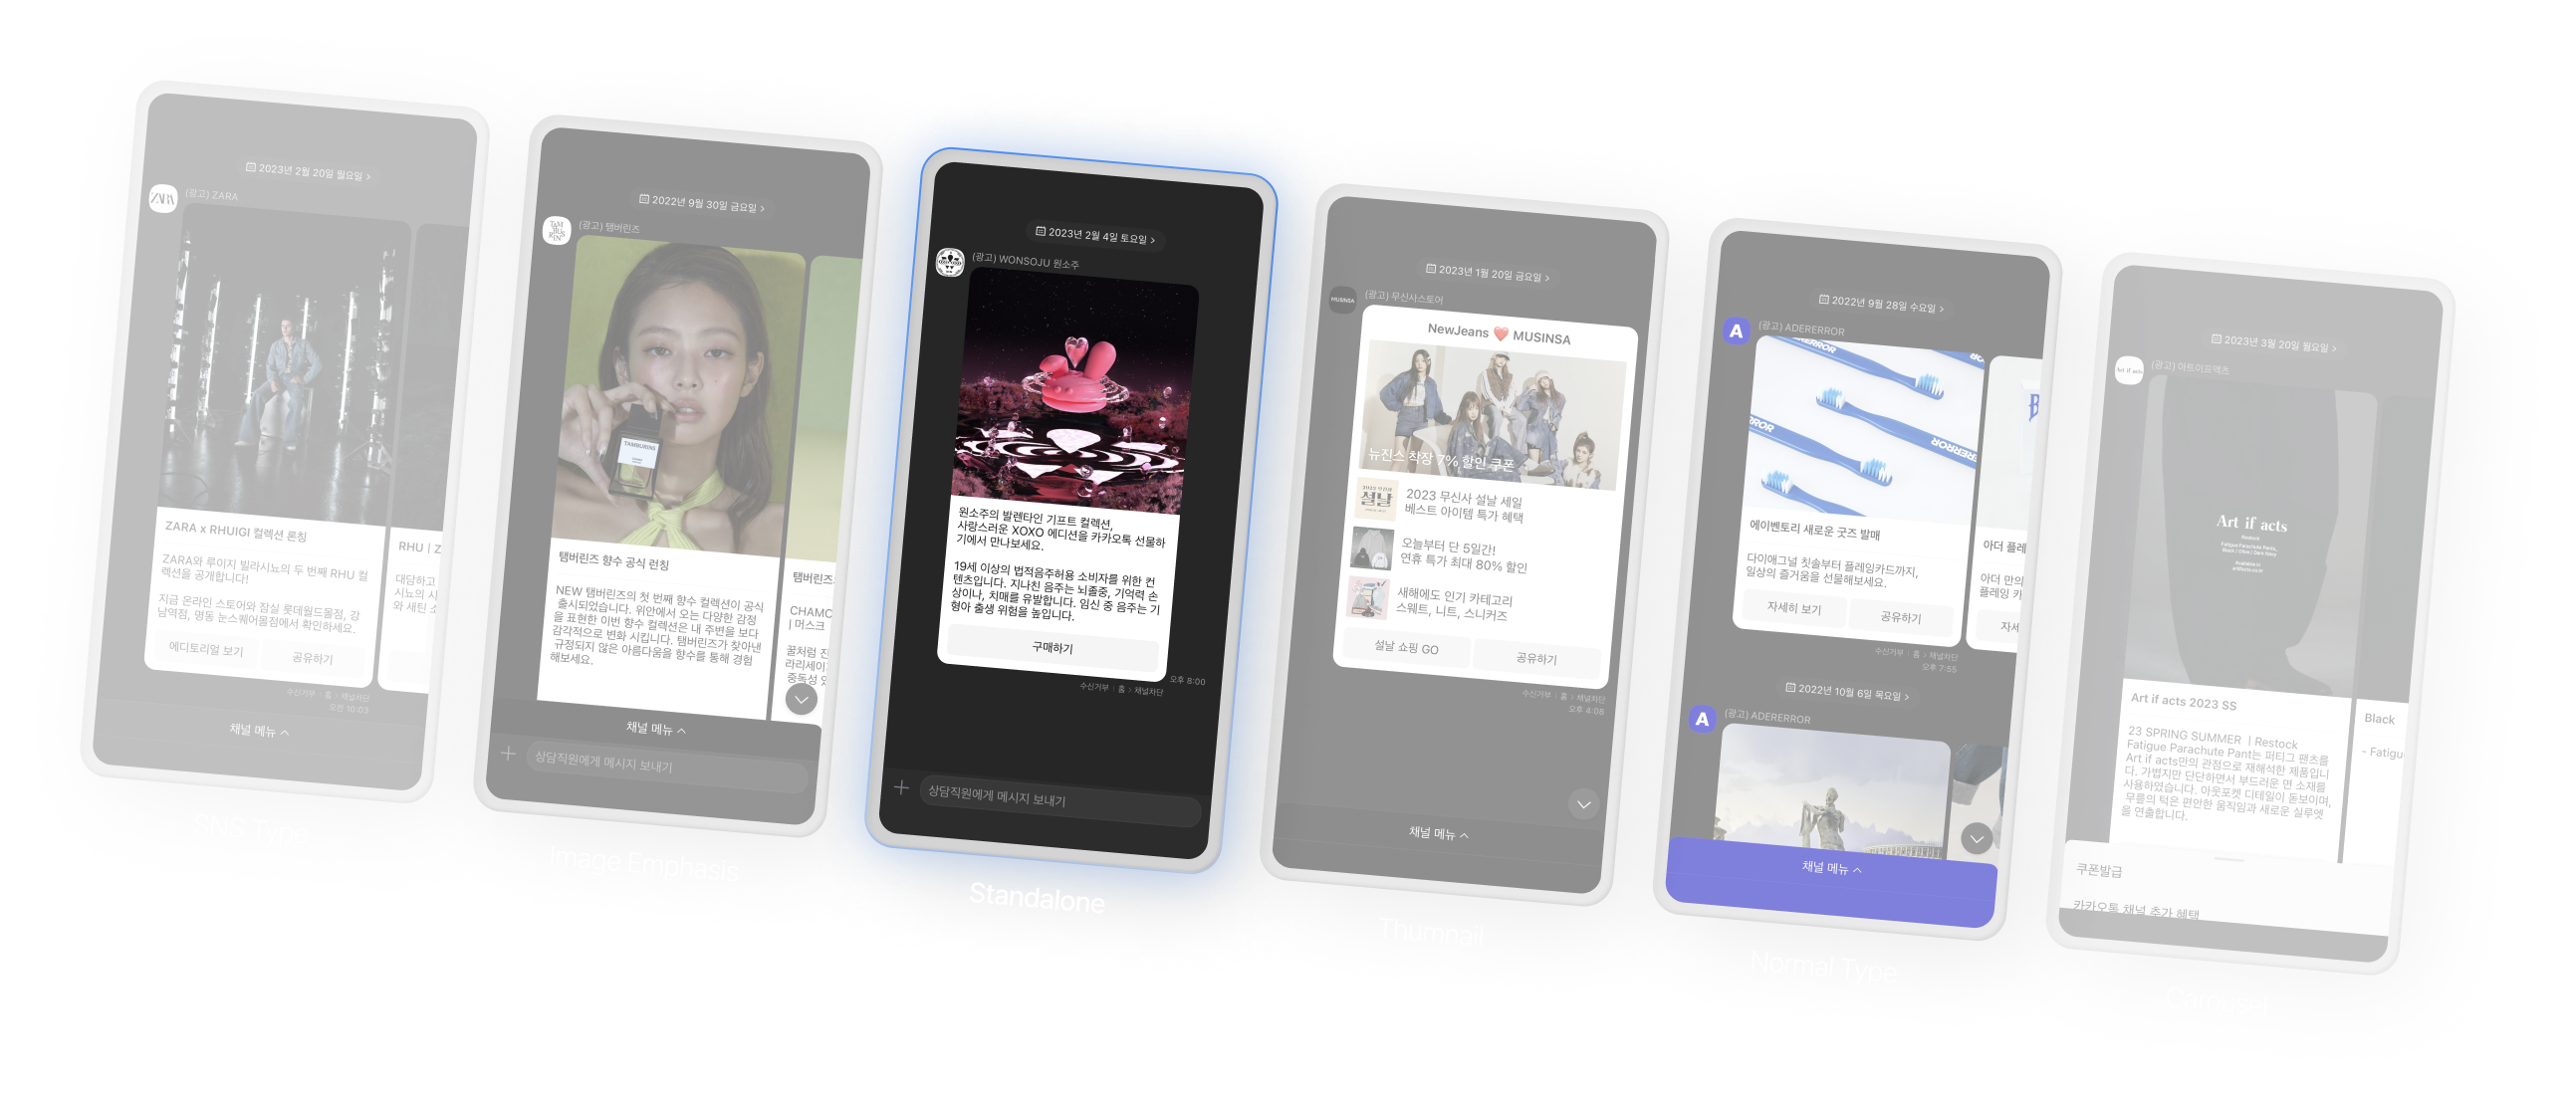 2023년 2월 20일 월요일 >
ZARA
(광고) ZARA
ZARA x RHUIGI 컬렉션 론칭
ZARA와 루이지 빌라시뇨의 두 번째 RHU 컬
렉션을 공개합니다!
지금 온라인 스토어와 잠실 롯데월드몰점, 강
남역점, 명동 눈스퀘어몰점에서 확인하세요.
에디토리얼 보기
공유하기
RHU | Z
대담하고
시뇨의 시
와 새틴 소
수신거부 | 홈 > 채널차단
오전 10:03
채널 메뉴
SNS Type
2022년 9월 30일 금요일 >
(광고) 탬버린즈
TAMBURINS
탬버린즈 향수 공식 런칭
NEW 탬버린즈의 첫 번째 향수 컬렉션이 공식
출시되었습니다. 위안에서 오는 다양한 감정
을 표현한 이번 향수 컬렉션은 내 주변을 보다
감각적으로 변화 시킵니다. 탬버린즈가 찾아낸
규정되지 않은 아름다움을 향수를 통해 경험
해보세요.
탬버린즈
CHAMO
| 머스크
꿀처럼 진
라리세이
중독성 있
채널 메뉴
상담직원에게 메시지 보내기
Image Emphasis
2023년 2월 4일 토요일 >
(광고) WONSOJU 원소주
원소주의 발렌타인 기프트 컬렉션,
사랑스러운 XOXO 에디션을 카카오톡 선물하
기에서 만나보세요.
19세 이상의 법적음주허용 소비자를 위한 컨
텐츠입니다. 지나친 음주는 뇌졸중, 기억력 손
상이나, 치매를 유발합니다. 임신 중 음주는 기
형아 출생 위험을 높입니다.
구매하기
오후 8:00
수신거부 | 홈 > 채널차단
상담직원에게 메시지 보내기
Standalone
2023년 1월 20일 금요일 >
MUSINSA
(광고) 무신사스토어
NewJeans ❤️ MUSINSA
뉴진스 착장 7% 할인 쿠폰
설날
2023 무신사 설날 세일
베스트 아이템 특가 혜택
오늘부터 단 5일간!
연휴 특가 최대 80% 할인
새해에도 인기 카테고리
스웨트, 니트, 스니커즈
설날 쇼핑 GO
공유하기
수신거부 | 홈 > 채널차단
오후 4:08
채널 메뉴
Thumnail
2022년 9월 28일 수요일 >
A
(광고) ADERERROR
에이벤토리 새로운 굿즈 발매
다이애그널 칫솔부터 플레잉카드까지,
일상의 즐거움을 선물해보세요.
자세히 보기
공유하기
아더 플레
아더 만의
플레잉 카
자세
수신거부 | 홈 > 채널차단
오후 7:55
2022년 10월 6일 목요일 >
A
(광고) ADERERROR
채널 메뉴
Normal Type
2023년 3월 20일 월요일 >
Art if acts
(광고) 아트이프액츠
Art if acts
Restock
Fatigue Parachute Pants_
Art if acts 2023 SS
23 SPRING SUMMER | Restock
Fatigue Parachute Pant는 퍼티그 팬츠를
Art if acts만의 관점으로 재해석한 제품입니
다. 가볍지만 단단하면서 부드러운 면 소재를
사용하였습니다. 아웃포켓 디테일이 돋보이며,
무릎의 턱은 편안한 움직임과 새로운 실루엣
을 연출합니다.
Black
- Fatigu
쿠폰발급
카카오톡 채널 추가 혜택